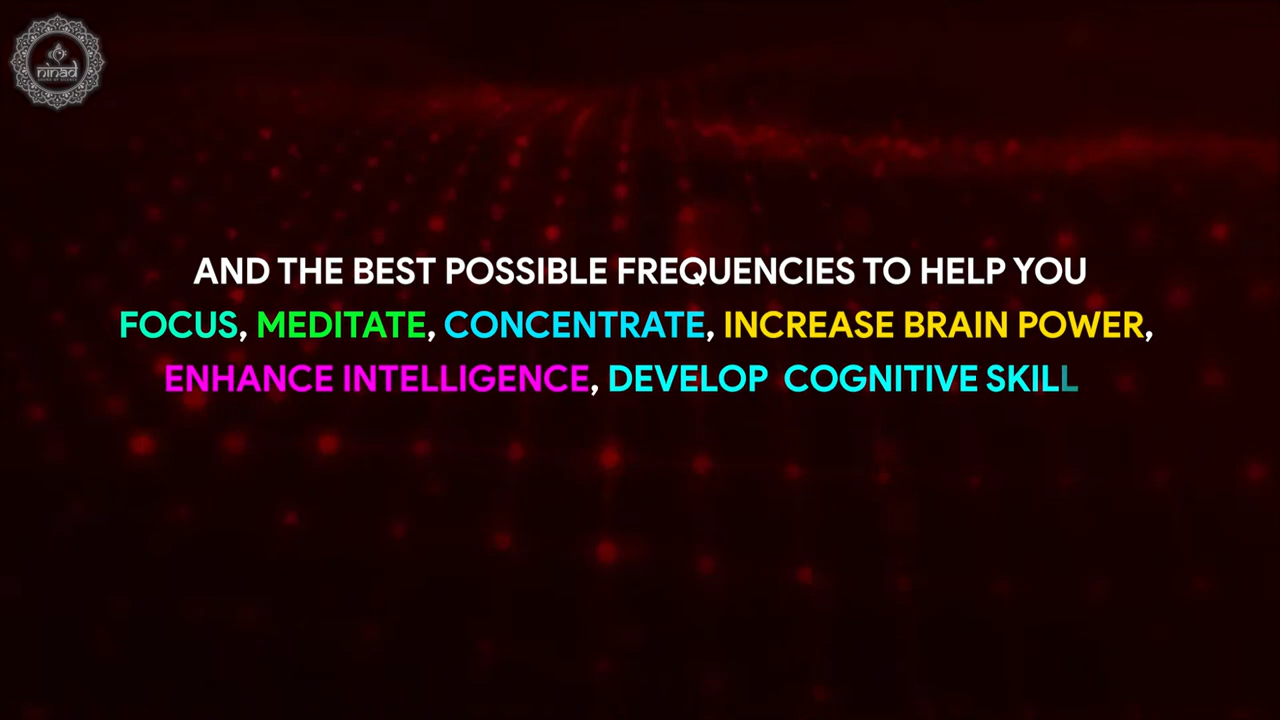 ninad
AND THE BEST POSSIBLE FREQUENCIES TO HELP YOU
FOCUS, MEDITATE, CONCENTRATE, INCREASE BRAIN POWER,
ENHANCE INTELLIGENCE, DEVELOP COGNITIVE SKILL